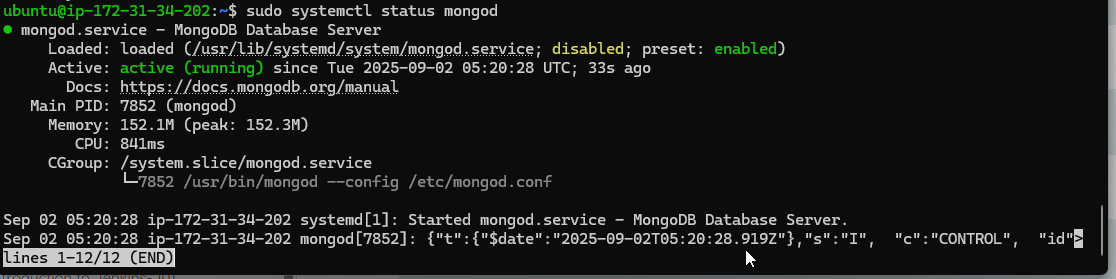 ubuntu@ip-172-31-34-202:~$ sudo systemctl status mongod
● mongod.service - MongoDB Database Server
     Loaded: loaded (/usr/lib/systemd/system/mongod.service; disabled; preset: enabled)
     Active: active (running) since Tue 2025-09-02 05:20:28 UTC; 33s ago
       Docs: https://docs.mongodb.org/manual
   Main PID: 7852 (mongod)
     Memory: 152.1M (peak: 152.3M)
        CPU: 841ms
     CGroup: /system.slice/mongod.service
             └─7852 /usr/bin/mongod --config /etc/mongod.conf

Sep 02 05:20:28 ip-172-31-34-202 systemd[1]: Started mongod.service - MongoDB Database Server.
Sep 02 05:20:28 ip-172-31-34-202 mongod[7852]: {"t":{"$date":"2025-09-02T05:20:28.919Z"},"s":"I",  "c":"CONTROL",  "id">
lines 1-12/12 (END)